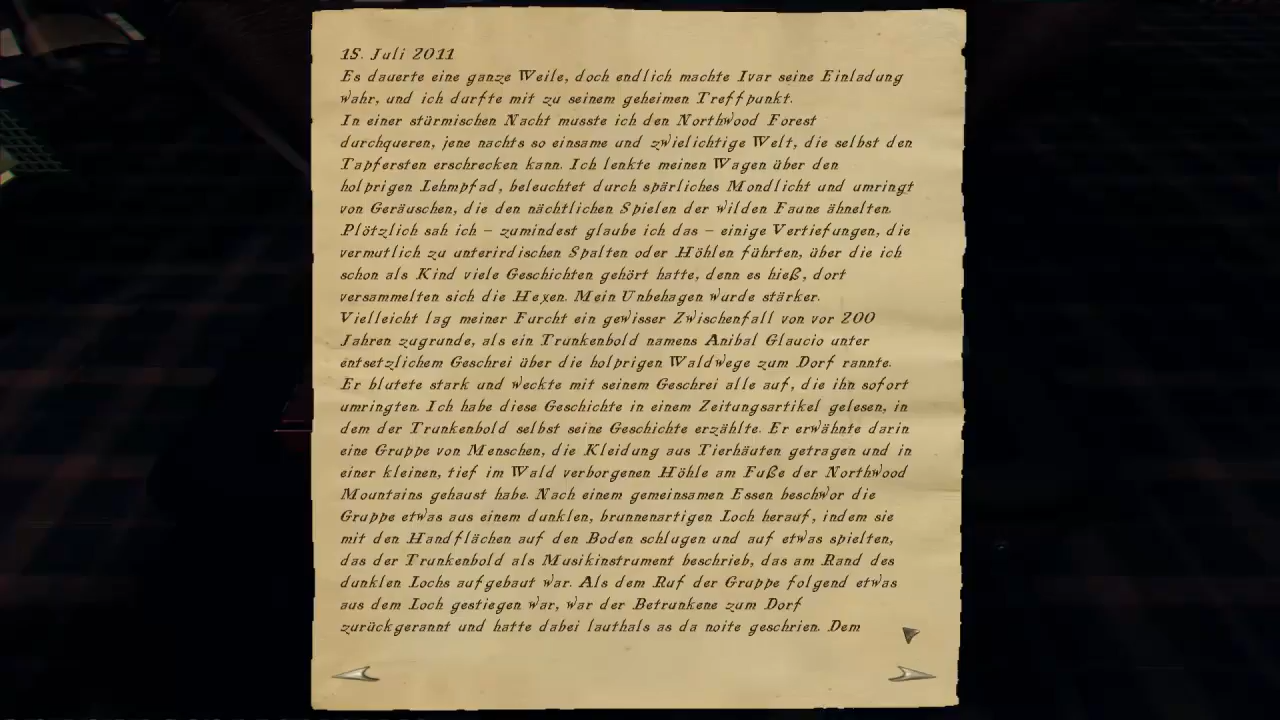 15. Juli 2011
Es dauerte eine ganze Weile, doch endlich machte Ivar seine Einladung
wahr, und ich durfte mit zu seinem geheimen Treffpunkt.
In einer stürmischen Nacht musste ich den Northwood Forest
durchqueren, jene nachts so einsame und zwielichtige Welt, die selbst den
Tapfersten erschrecken kann. Ich lenkte meinen Wagen über den
holprigen Lehmpfad, beleuchtet durch spärliches Mondlicht und umringt
von Geräuschen, die den nächtlichen Spielen der wilden Faune ähnelten.
Plötzlich sah ich – zumindest glaube ich das – einige Vertiefungen, die
vermutlich zu unterirdischen Spalten oder Höhlen führten, über die ich
schon als Kind viele Geschichten gehört hatte, denn es hieß, dort
versammelten sich die Hexen. Mein Unbehagen wurde stärker.
Vielleicht lag meiner Furcht ein gewisser Zwischenfall von vor 200
Jahren zugrunde, als ein Trunkenbold namens Anibal Glaucio unter
entsetzlichem Geschrei über die holprigen Waldwege zum Dorf rannte.
Er blutete stark und weckte mit seinem Geschrei alle auf, die ihn sofort
umringten. Ich habe diese Geschichte in einem Zeitungsartikel gelesen, in
dem der Trunkenbold selbst seine Geschichte erzählte. Er erwähnte darin
eine Gruppe von Menschen, die Kleidung aus Tierhäuten getragen und in
einer kleinen, tief im Wald verborgenen Höhle am Fuße der Northwood
Mountains gehaust habe. Nach einem gemeinsamen Essen beschwor die
Gruppe etwas aus einem dunklen, brunnenartigen Loch herauf, indem sie
mit den Handflächen auf den Boden schlugen und auf etwas spielten,
das der Trunkenbold als Musikinstrument beschrieb, das am Rand des
dunklen Lochs aufgebaut war. Als dem Ruf der Gruppe folgend etwas
aus dem Loch gestiegen war, war der Betrunkene zum Dorf
zurückgerannt und hatte dabei lauthals as da noite geschrien. Dem